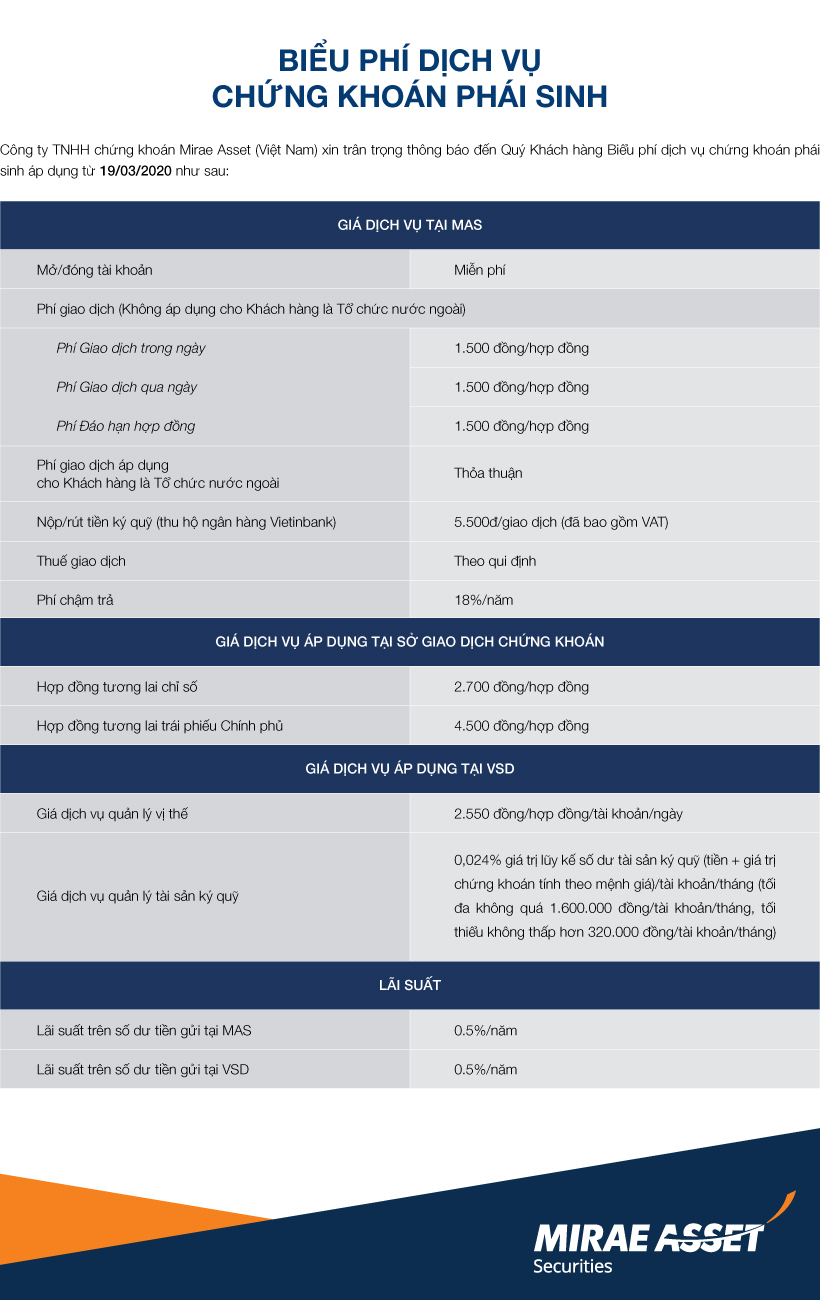 BIỂU PHÍ DỊCH VỤ
CHỨNG KHOÁN PHÁI SINH
Công ty TNHH chứng khoán Mirae Asset (Việt Nam) xin trân trọng thông báo đến Quý Khách hàng Biểu phí dịch vụ chứng khoán phái
sinh áp dụng từ 19/03/2020 như sau:
GIÁ DỊCH VỤ TẠI MAS
Mở/đóng tài khoản Miễn phí
Phí giao dịch (Không áp dụng cho Khách hàng là Tổ chức nước ngoài)
Phí Giao dịch trong ngày 1.500 đồng/hợp đồng
Phí Giao dịch qua ngày 1.500 đồng/hợp đồng
Phí Đáo hạn hợp đồng 1.500 đồng/hợp đồng
Phí giao dịch áp dụng
cho Khách hàng là Tổ chức nước ngoài
Thỏa thuận
Nộp/rút tiền ký quỹ (thu hộ ngân hàng Vietinbank) 5.500đ/giao dịch (đã bao gồm VAT)
Thuế giao dịch Theo qui định
Phí chậm trả 18%/năm
GIÁ DỊCH VỤ ÁP DỤNG TẠI SỞ GIAO DỊCH CHỨNG KHOÁN
Hợp đồng tương lai chỉ số 2.700 đồng/hợp đồng
Hợp đồng tương lai trái phiếu Chính phủ 4.500 đồng/hợp đồng
GIÁ DỊCH VỤ ÁP DỤNG TẠI VSD
Giá dịch vụ quản lý vị thế 2.550 đồng/hợp đồng/tài khoản/ngày
Giá dịch vụ quản lý tài sản ký quỹ
0,024% giá trị lũy kế số dư tài sản ký quỹ (tiền + giá trị
chứng khoán tính theo mệnh giá)/tài khoản/tháng (tối
đa không quá 1.600.000 đồng/tài khoản/tháng, tối
thiểu không thấp hơn 320.000 đồng/tài khoản/tháng)
LÃI SUẤT
Lãi suất trên số dư tiền gửi tại MAS 0.5%/năm
Lãi suất trên số dư tiền gửi tại VSD 0.5%/năm
MIRAE ASSET
Securities